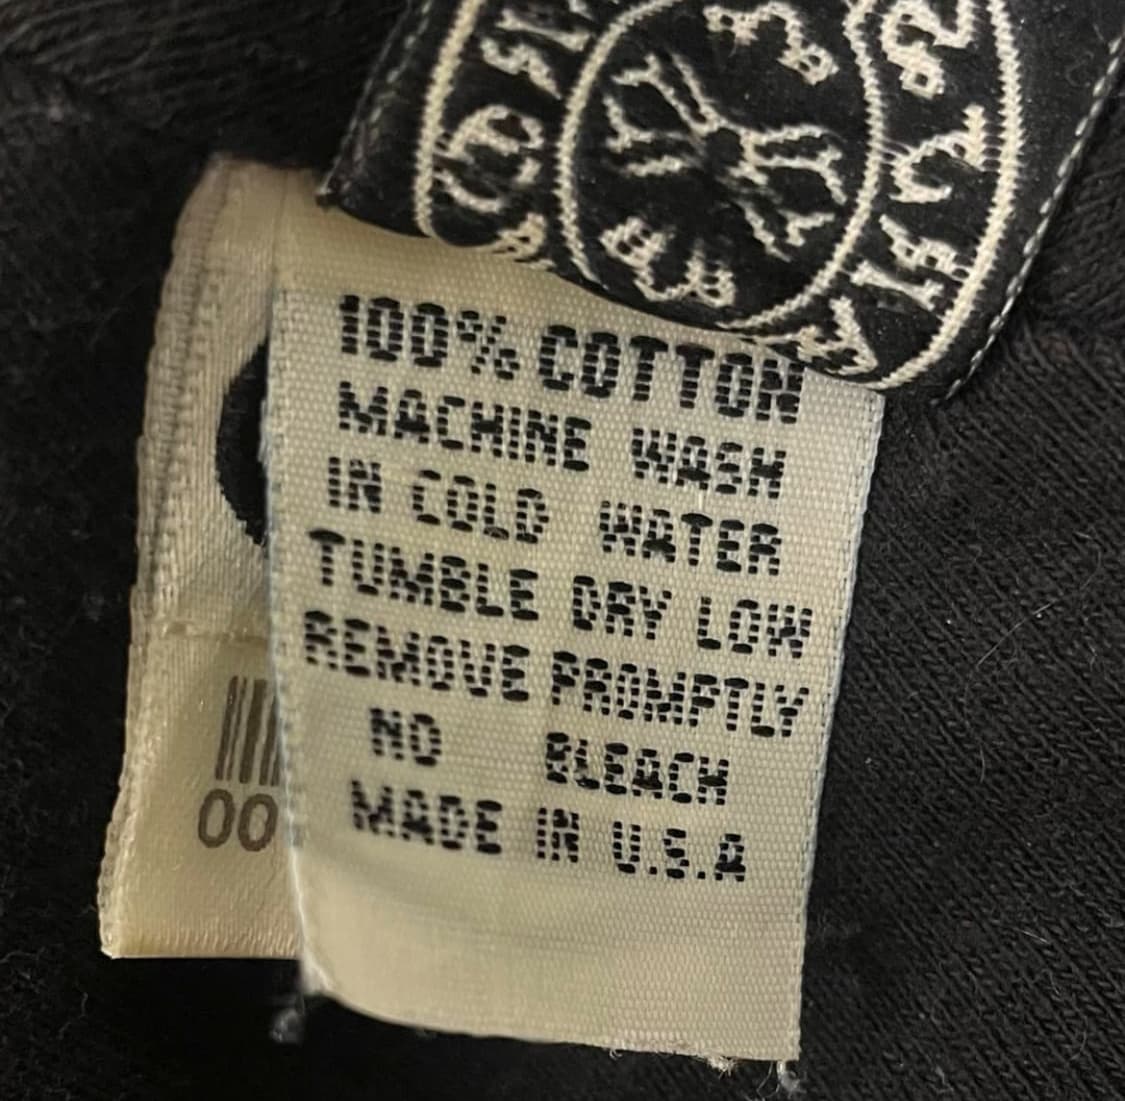 100% COTTON
MACHINE WASH
IN COLD WATER
TUMBLE DRY LOW
REMOVE PROMPTLY
NO BLEACH
MADE IN U.S.A
00